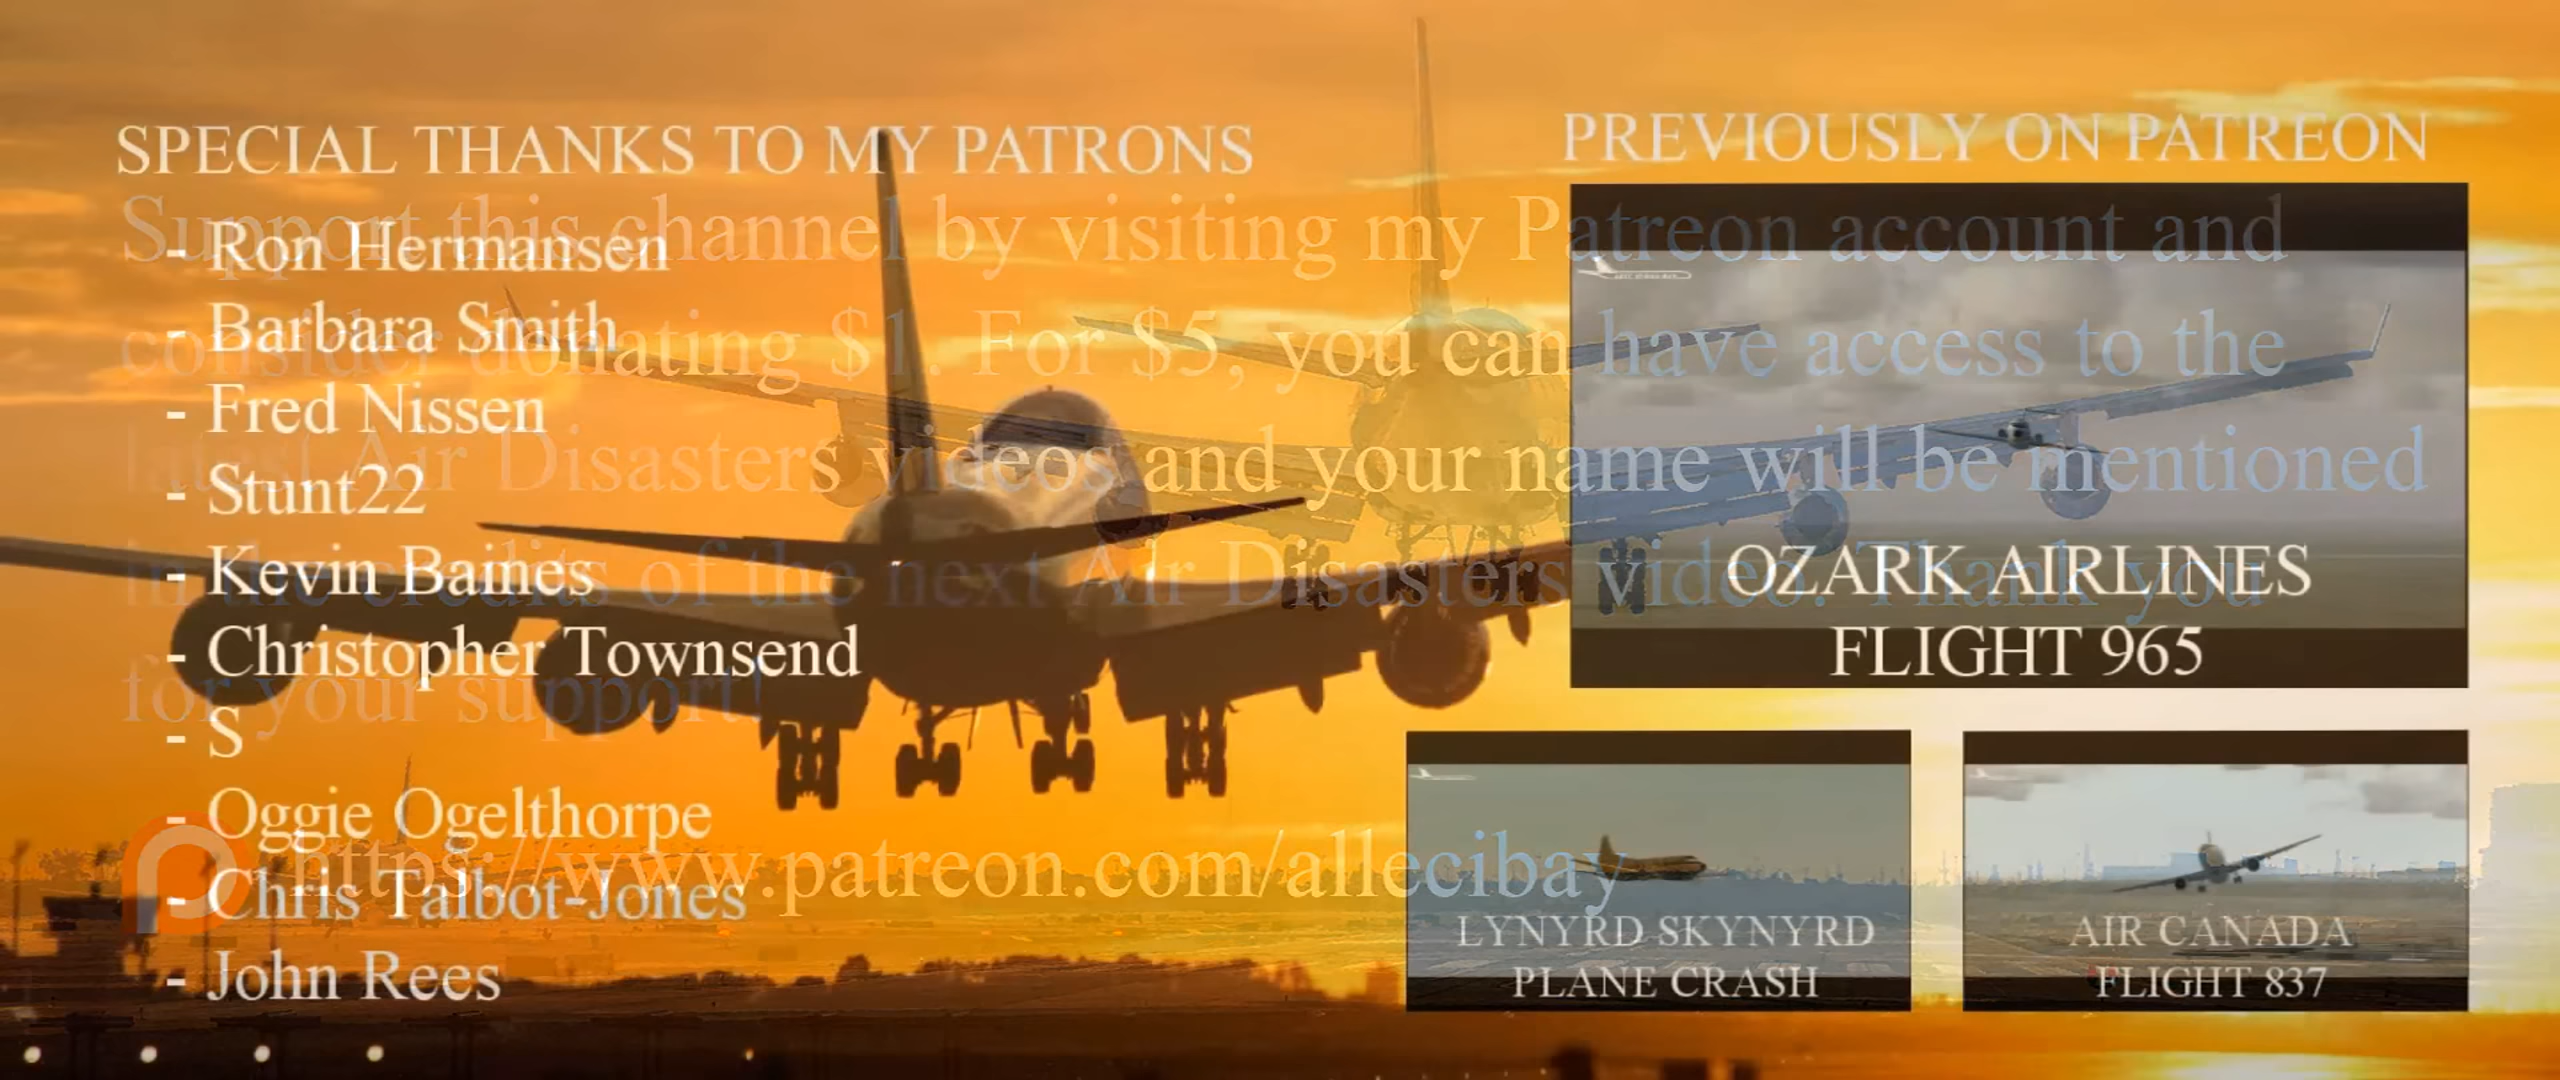 SPECIAL THANKS TO MY PATRONS
- Ron Hermansen
- Barbara Smith
- Fred Nissen
- Stunt22
- Kevin Baines
- Christopher Townsend
- S
- Oggie Ogelthorpe
- Chris Talbot-Jones
- John Rees
PREVIOUSLY ON PATREON
OZARK AIRLINES
FLIGHT 965
LYNYRD SKYNYRD
PLANE CRASH
AIR CANADA
FLIGHT 837
Support this channel by visiting my Patreon account and
consider donating $1. For $5, you can have access to the
latest Air Disasters videos and your name will be mentioned
in the credits of the next Air Disasters video. Thank you
for your support!
https://www.patreon.com/allecibay